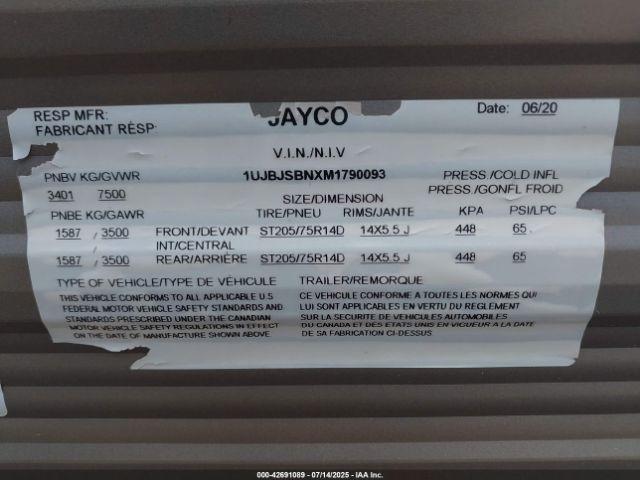 RESP MFR: JAYCO Date: 06/20
FABRICANT RÉSP:
V.I.N./N.I.V
PNBV KG/GVWR 1UJBJSBNXM1790093 PRESS /COLD INFL
3401 7500 SIZE/DIMENSION PRESS /GONFL FROID
PNBE KG/GAWR TIRE/PNEU RIMS/JANTE KPA PSI/LPC
1587 / 3500 FRONT/DEVANT ST205/75R14D 14X5.5 J 448 65
INT/CENTRAL
1587 / 3500 REAR/ARRIÈRE ST205/75R14D 14X5.5 J 448 65
TYPE OF VEHICLE/TYPE DE VÉHICULE TRAILER/REMORQUE
THIS VEHICLE CONFORMS TO ALL APPLICABLE U.S CE VEHICULE CONFORME A TOUTES LES NORMES QUI
FEDERAL MOTOR VEHICLE SAFETY STANDARDS AND LUI SONT APPLICABLES EN VERTU DU REGLEMENT
STANDARDS PRESCRIBED UNDER THE CANADIAN SUR LA SECURITE DE VEHICULES AUTOMOBILES
MOTOR VEHICLE SAFETY REGULATIONS IN EFFECT DU CANADA ET DES ETATS UNIS EN VIGUEUR A LA DATE
ON THE DATE OF MANUFACTURE SHOWN ABOVE DE SA FABRICATION CI-DESSUS
000-42691089 - 07/14/2025 - IAA Inc.